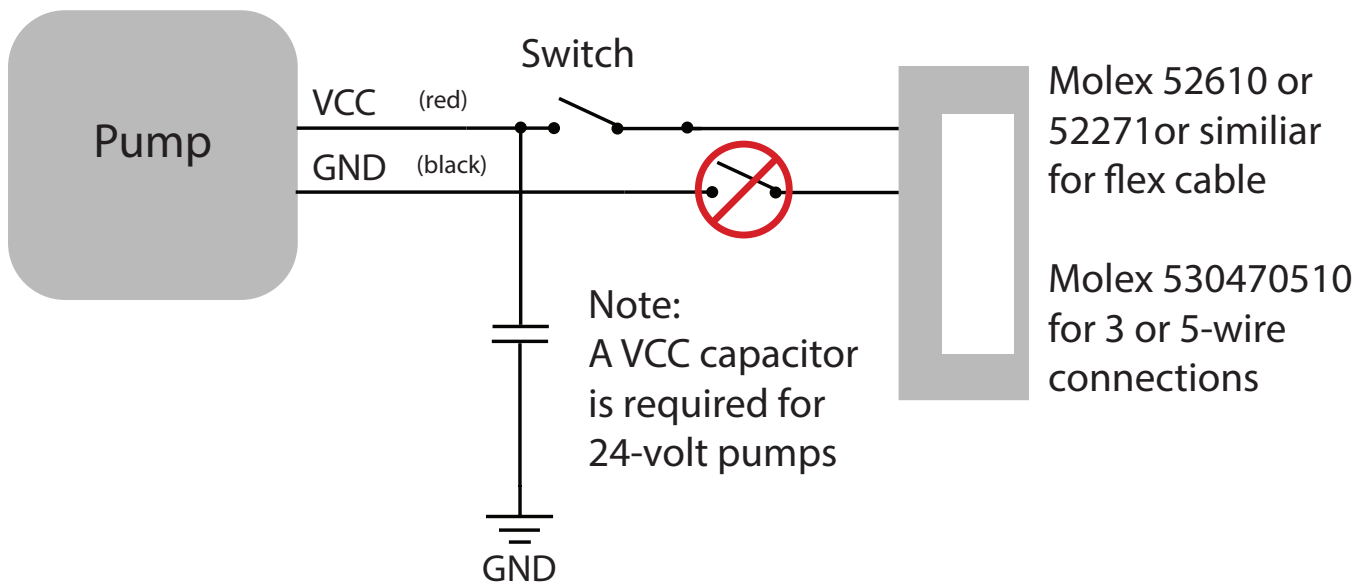 Pump
VCC (red)
GND (black)
Switch
Molex 52610 or
52271or similiar
for flex cable
Molex 530470510
for 3 or 5-wire
connections
Note:
A VCC capacitor
is required for
24-volt pumps
GND